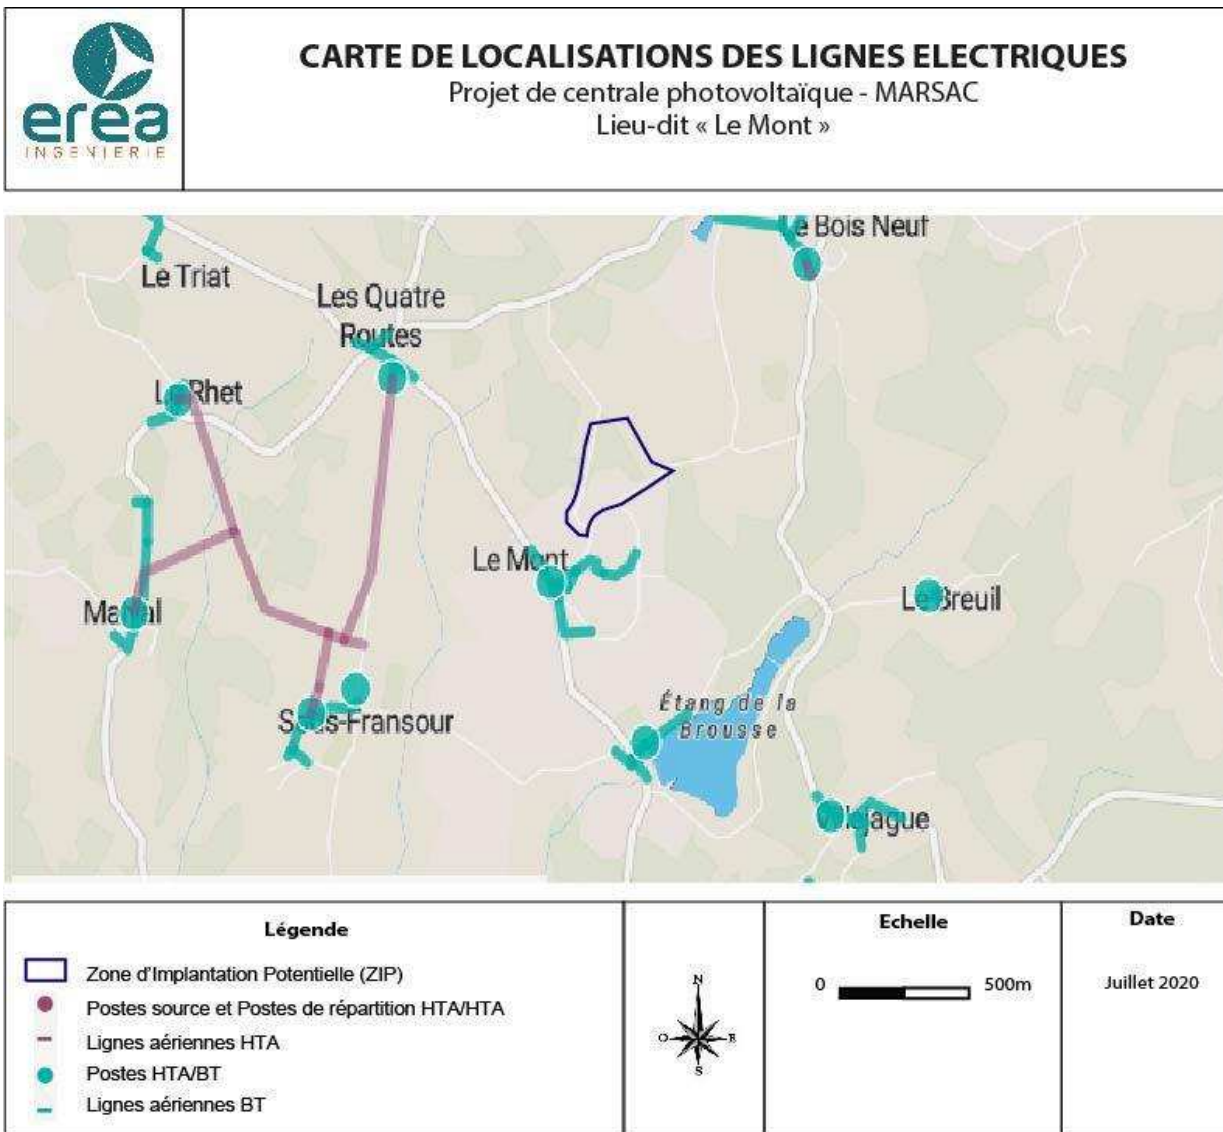 erea
INGENIERIE
CARTE DE LOCALISATIONS DES LIGNES ELECTRIQUES
Projet de centrale photovoltaïque - MARSAC
Lieu-dit « Le Mont »
Le Bois Neuf
Le Triat
Les Quatre
Routes
Le Rhet
Le Mont
Le Breuil
Étang de la
Brousse
Sous-Fransour
Légende
Zone d'Implantation Potentielle (ZIP)
Postes source et Postes de répartition HTA/HTA
Lignes aériennes HTA
Postes HTA/BT
Lignes aériennes BT
N
O
E
S
Echelle
0
500m
Date
Juillet 2020